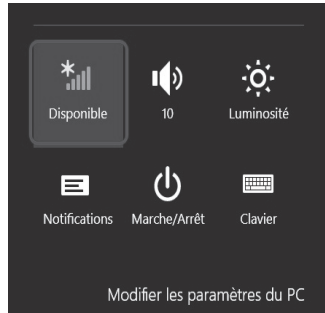 Disponible
10
Luminosité
Notifications
Marche/Arrêt
Clavier
Modifier les paramètres du PC